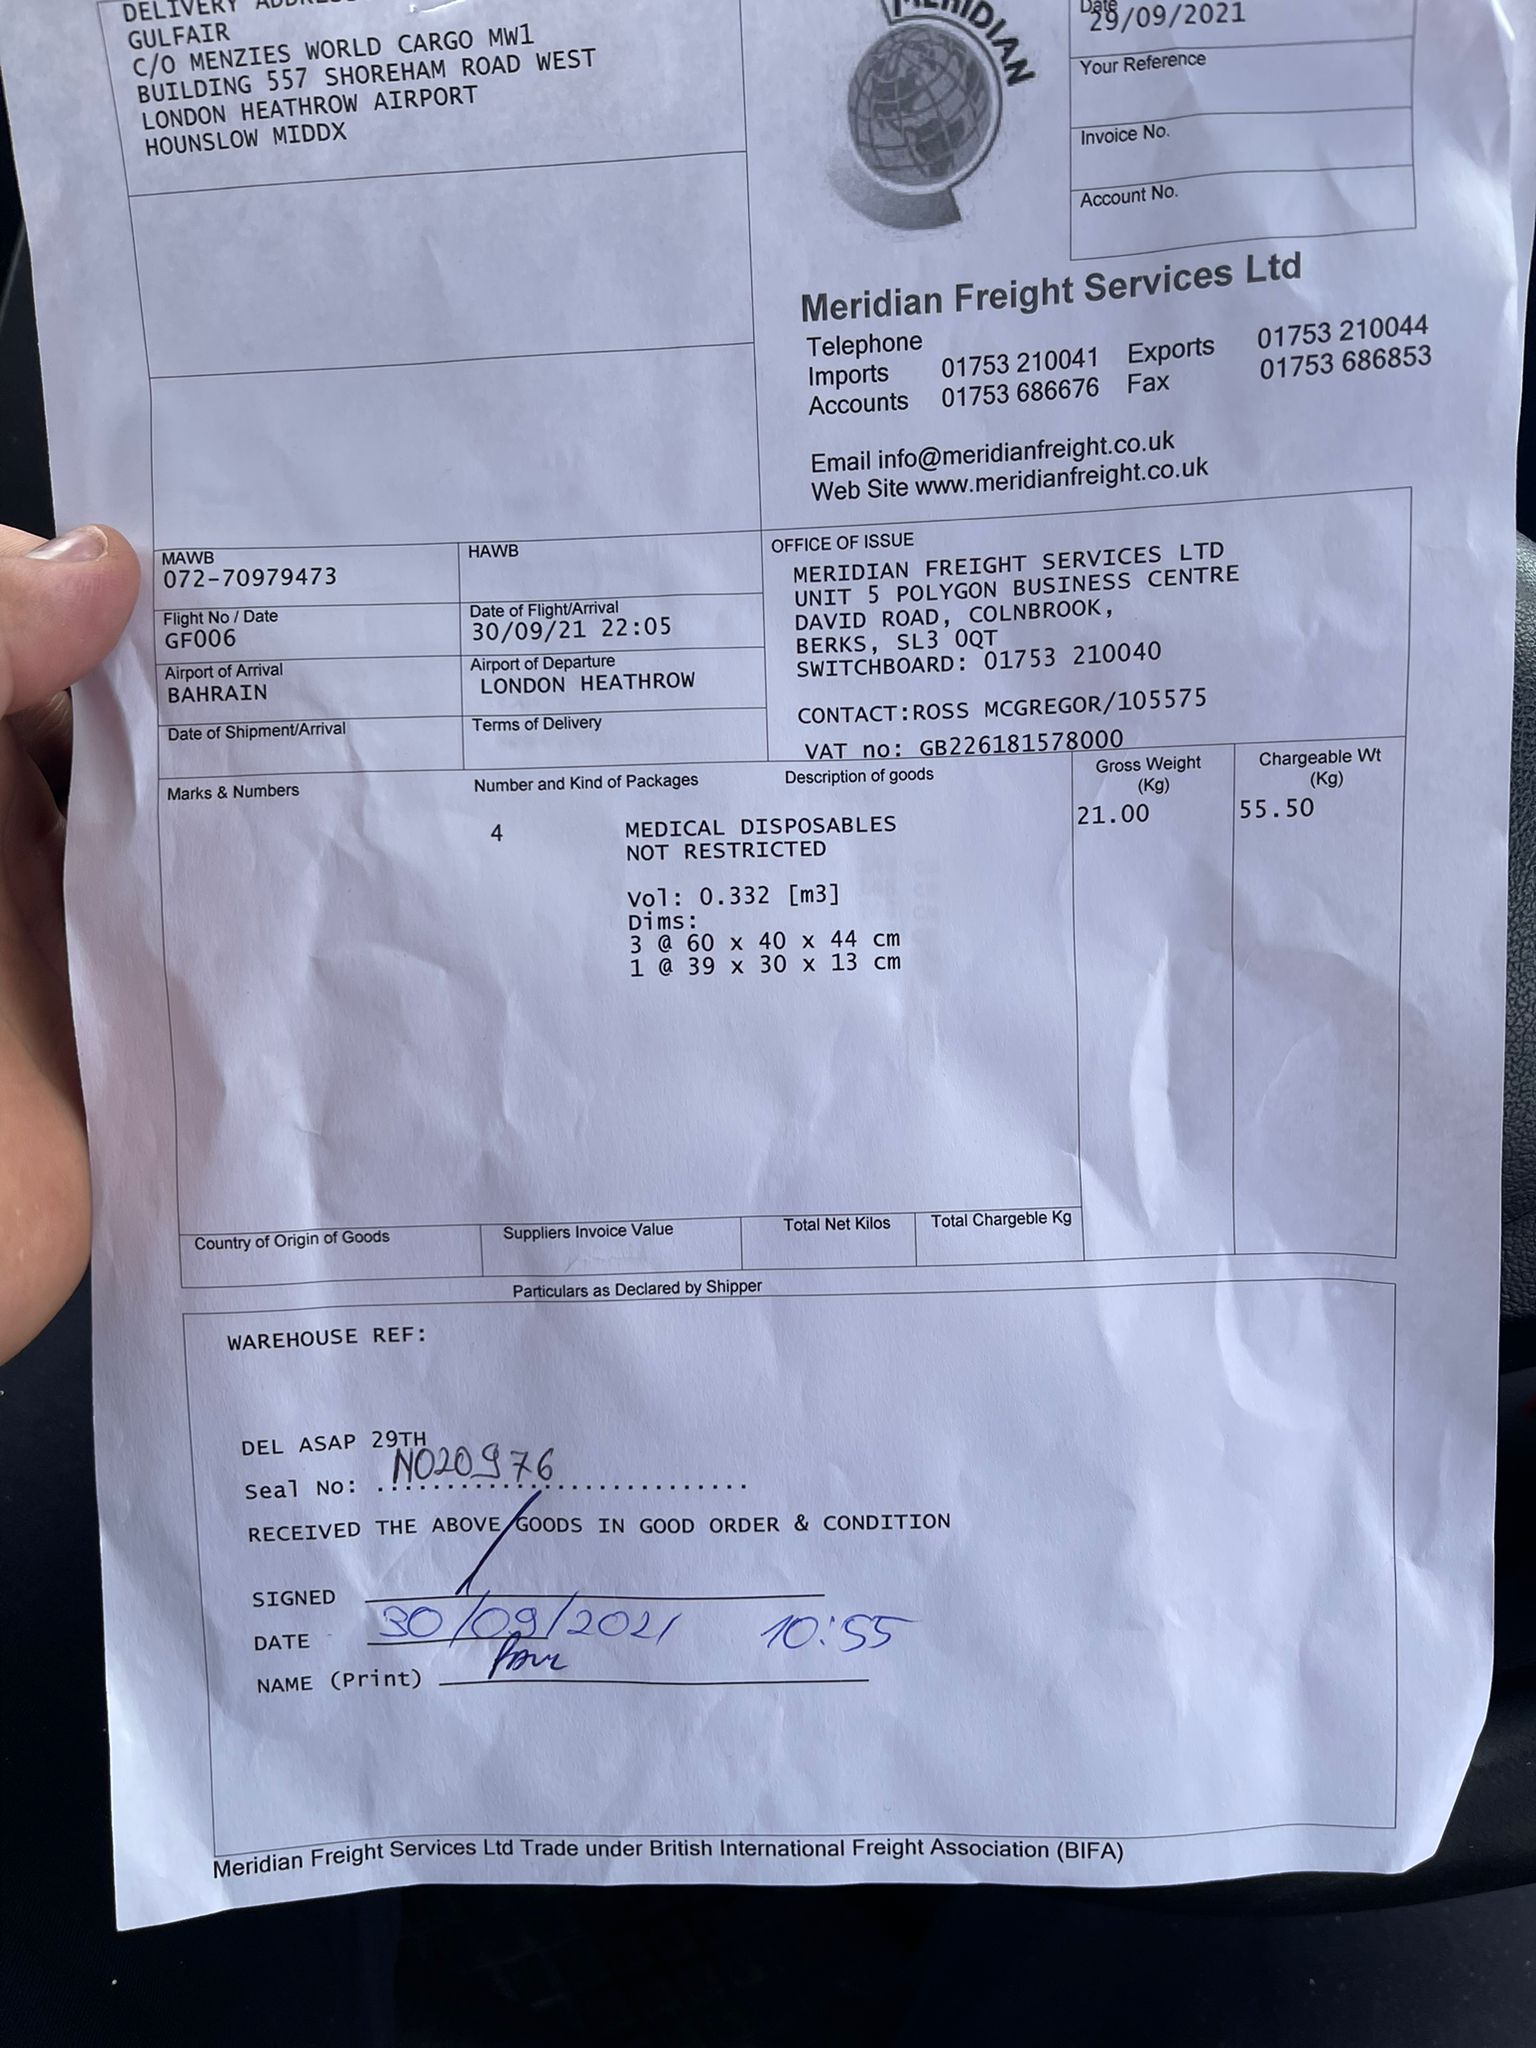 DELIVERY ADDRESS
GULFAIR
C/O MENZIES WORLD CARGO MW1
BUILDING 557 SHOREHAM ROAD WEST
LONDON HEATHROW AIRPORT
HOUNSLOW MIDDX
MERIDIAN
Date
29/09/2021
Your Reference
Invoice No.
Account No.
Meridian Freight Services Ltd
Telephone
Imports 01753 210041 Exports 01753 210044
Accounts 01753 686676 Fax 01753 686853
Email info@meridianfreight.co.uk
Web Site www.meridianfreight.co.uk
MAWB
072-70979473
HAWB
Flight No / Date
GF006
Date of Flight/Arrival
30/09/21 22:05
Airport of Arrival
BAHRAIN
Airport of Departure
LONDON HEATHROW
Date of Shipment/Arrival
Terms of Delivery
OFFICE OF ISSUE
MERIDIAN FREIGHT SERVICES LTD
UNIT 5 POLYGON BUSINESS CENTRE
DAVID ROAD, COLNBROOK,
BERKS, SL3 0QT
SWITCHBOARD: 01753 210040
CONTACT:ROSS MCGREGOR/105575
VAT no: GB226181578000
Marks & Numbers Number and Kind of Packages Description of goods Gross Weight (Kg) Chargeable Wt (Kg)
4 MEDICAL DISPOSABLES 21.00 55.50
NOT RESTRICTED
Vol: 0.332 [m3]
Dims:
3 @ 60 x 40 x 44 cm
1 @ 39 x 30 x 13 cm
Country of Origin of Goods Suppliers Invoice Value Total Net Kilos Total Chargeble Kg
Particulars as Declared by Shipper
WAREHOUSE REF:
DEL ASAP 29TH
Seal No: N020976
RECEIVED THE ABOVE GOODS IN GOOD ORDER & CONDITION
SIGNED
DATE 30/09/2021 10:55
NAME (Print)
Meridian Freight Services Ltd Trade under British International Freight Association (BIFA)